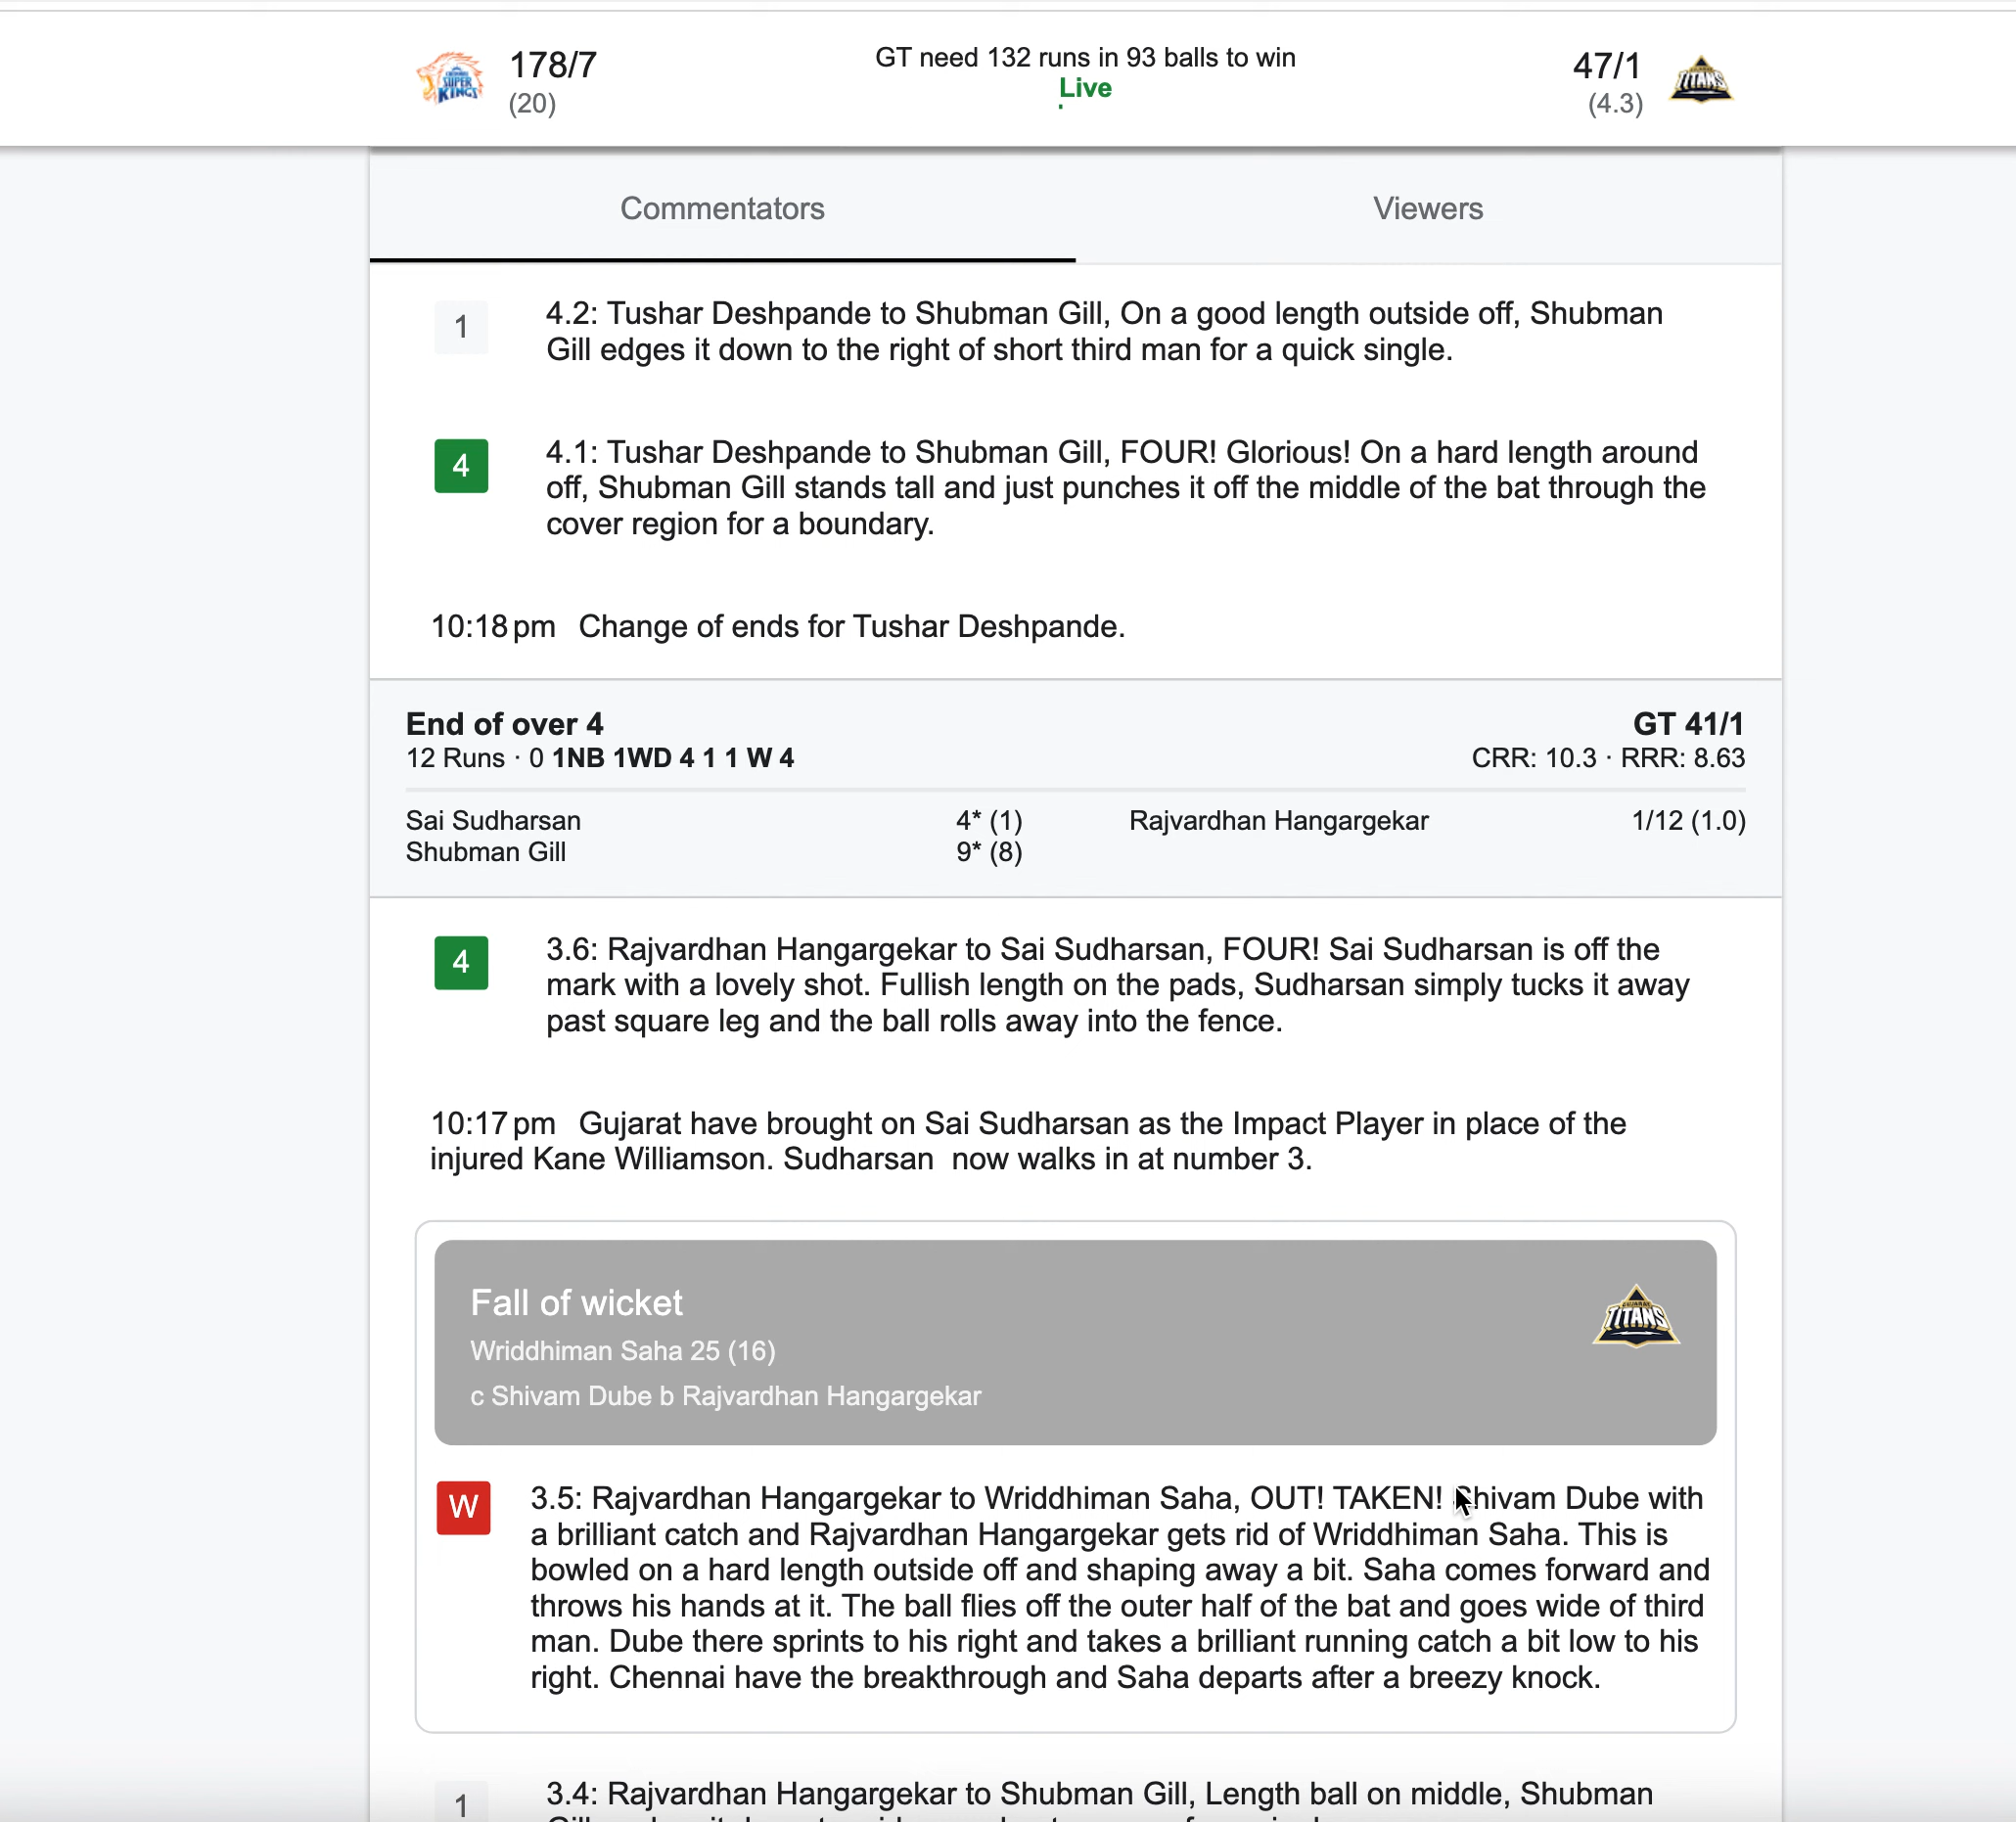 178/7
(20)
GT need 132 runs in 93 balls to win
Live
47/1
(4.3)
SUPER
KINGS
TITANS
Commentators
Viewers
1
4.2: Tushar Deshpande to Shubman Gill, On a good length outside off, Shubman
Gill edges it down to the right of short third man for a quick single.
4
4.1: Tushar Deshpande to Shubman Gill, FOUR! Glorious! On a hard length around
off, Shubman Gill stands tall and just punches it off the middle of the bat through the
cover region for a boundary.
10:18 pm Change of ends for Tushar Deshpande.
End of over 4
GT 41/1
12 Runs · 0 1NB 1WD 4 1 1 W 4
CRR: 10.3 · RRR: 8.63
Sai Sudharsan 4* (1)
Shubman Gill 9* (8)
Rajvardhan Hangargekar 1/12 (1.0)
4
3.6: Rajvardhan Hangargekar to Sai Sudharsan, FOUR! Sai Sudharsan is off the
mark with a lovely shot. Fullish length on the pads, Sudharsan simply tucks it away
past square leg and the ball rolls away into the fence.
10:17 pm Gujarat have brought on Sai Sudharsan as the Impact Player in place of the
injured Kane Williamson. Sudharsan now walks in at number 3.
Fall of wicket
Wriddhiman Saha 25 (16)
c Shivam Dube b Rajvardhan Hangargekar
TITANS
W
3.5: Rajvardhan Hangargekar to Wriddhiman Saha, OUT! TAKEN! Shivam Dube with
a brilliant catch and Rajvardhan Hangargekar gets rid of Wriddhiman Saha. This is
bowled on a hard length outside off and shaping away a bit. Saha comes forward and
throws his hands at it. The ball flies off the outer half of the bat and goes wide of third
man. Dube there sprints to his right and takes a brilliant running catch a bit low to his
right. Chennai have the breakthrough and Saha departs after a breezy knock.
1
3.4: Rajvardhan Hangargekar to Shubman Gill, Length ball on middle, Shubman